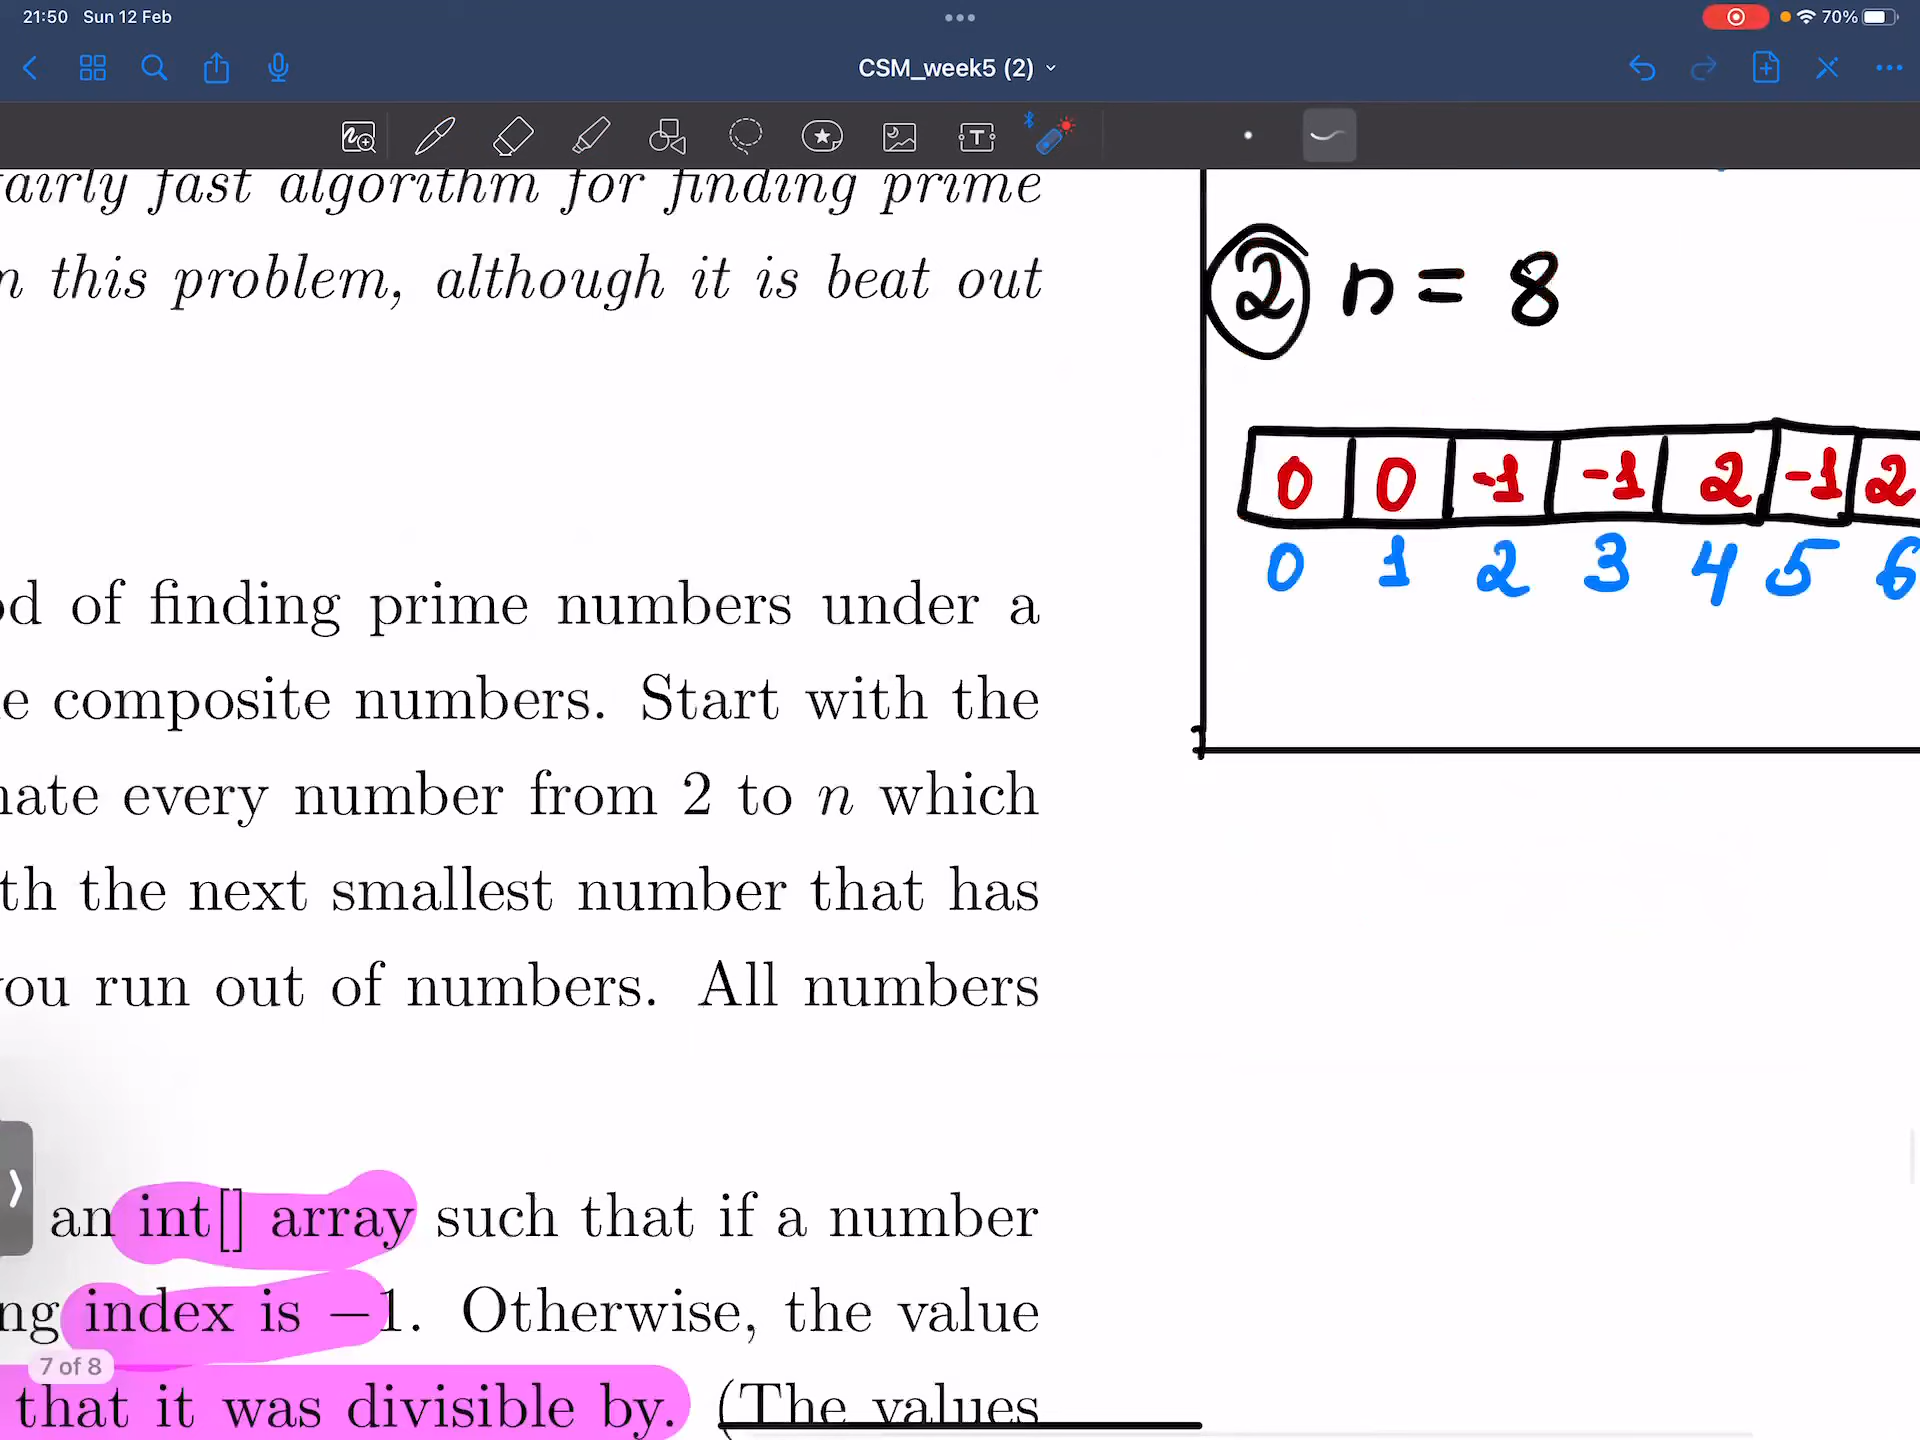 21:50 Sun 12 Feb
70%
CSM_week5 (2)
T
airly fast algorithm for finding prime
n this problem, although it is beat out
od of finding prime numbers under a
e composite numbers. Start with the
nate every number from 2 to n which
th the next smallest number that has
you run out of numbers. All numbers
an int[] array such that if a number
ng index is −1. Otherwise, the value
7 of 8
that it was divisible by. (The values
2 n = 8
0 0 -1 -1 2 -1 2
0 1 2 3 4 5 6